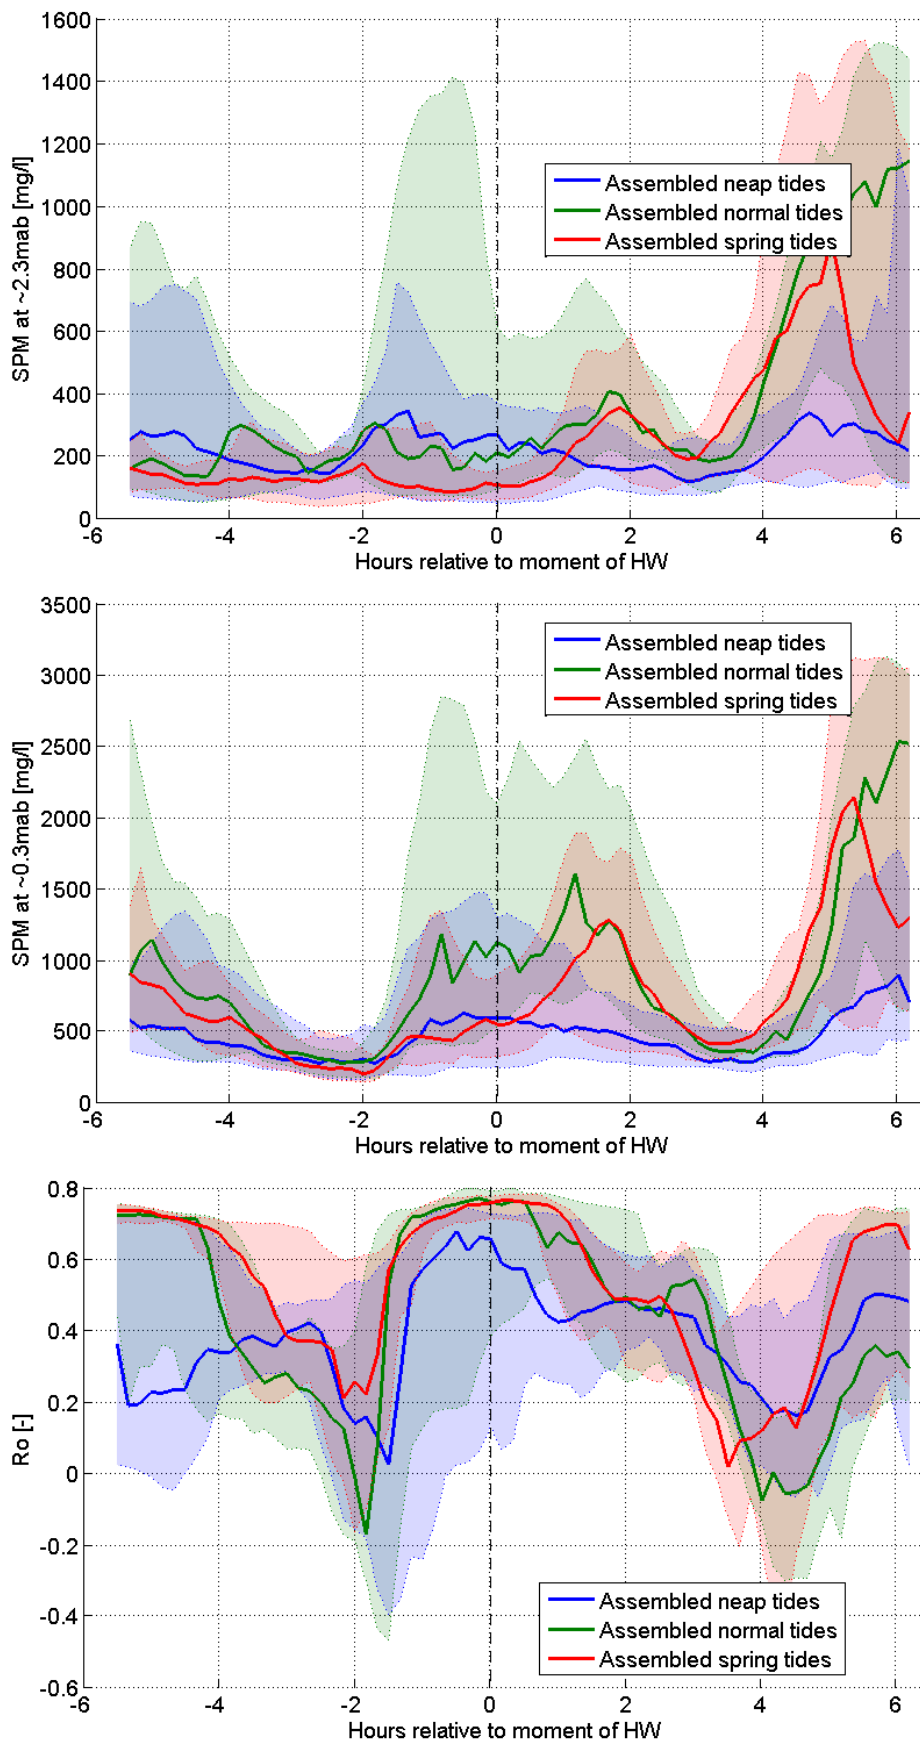 1600
1400
1200
1000
800
600
400
200
0
SPM at ~2.3mab [mg/l]
Assembled neap tides
Assembled normal tides
Assembled spring tides
-6 -4 -2 0 2 4 6
Hours relative to moment of HW
3500
3000
2500
2000
1500
1000
500
0
SPM at ~0.3mab [mg/l]
Assembled neap tides
Assembled normal tides
Assembled spring tides
-6 -4 -2 0 2 4 6
Hours relative to moment of HW
0.8
0.6
0.4
0.2
0
-0.2
-0.4
-0.6
Ro [-]
Assembled neap tides
Assembled normal tides
Assembled spring tides
-6 -4 -2 0 2 4 6
Hours relative to moment of HW